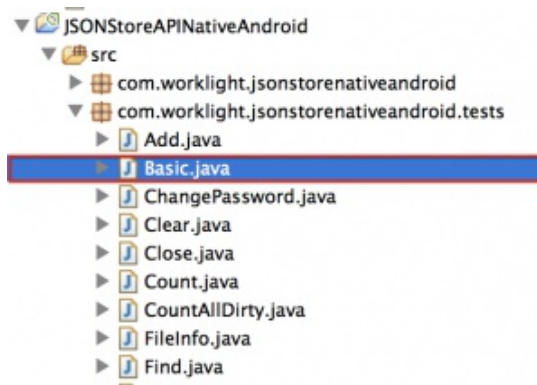 JSONStoreAPINativeAndroid
src
com.worklight.jsonstorenativeandroid
com.worklight.jsonstorenativeandroid.tests
Add.java
Basic.java
ChangePassword.java
Clear.java
Close.java
Count.java
CountAllDirty.java
FileInfo.java
Find.java